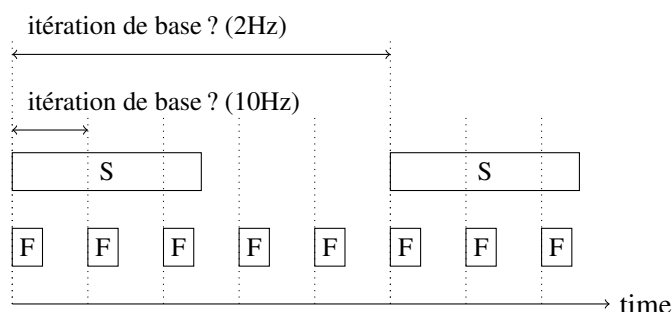 itération de base ? (2Hz)
itération de base ? (10Hz)
S S
F F F F F F F F
time